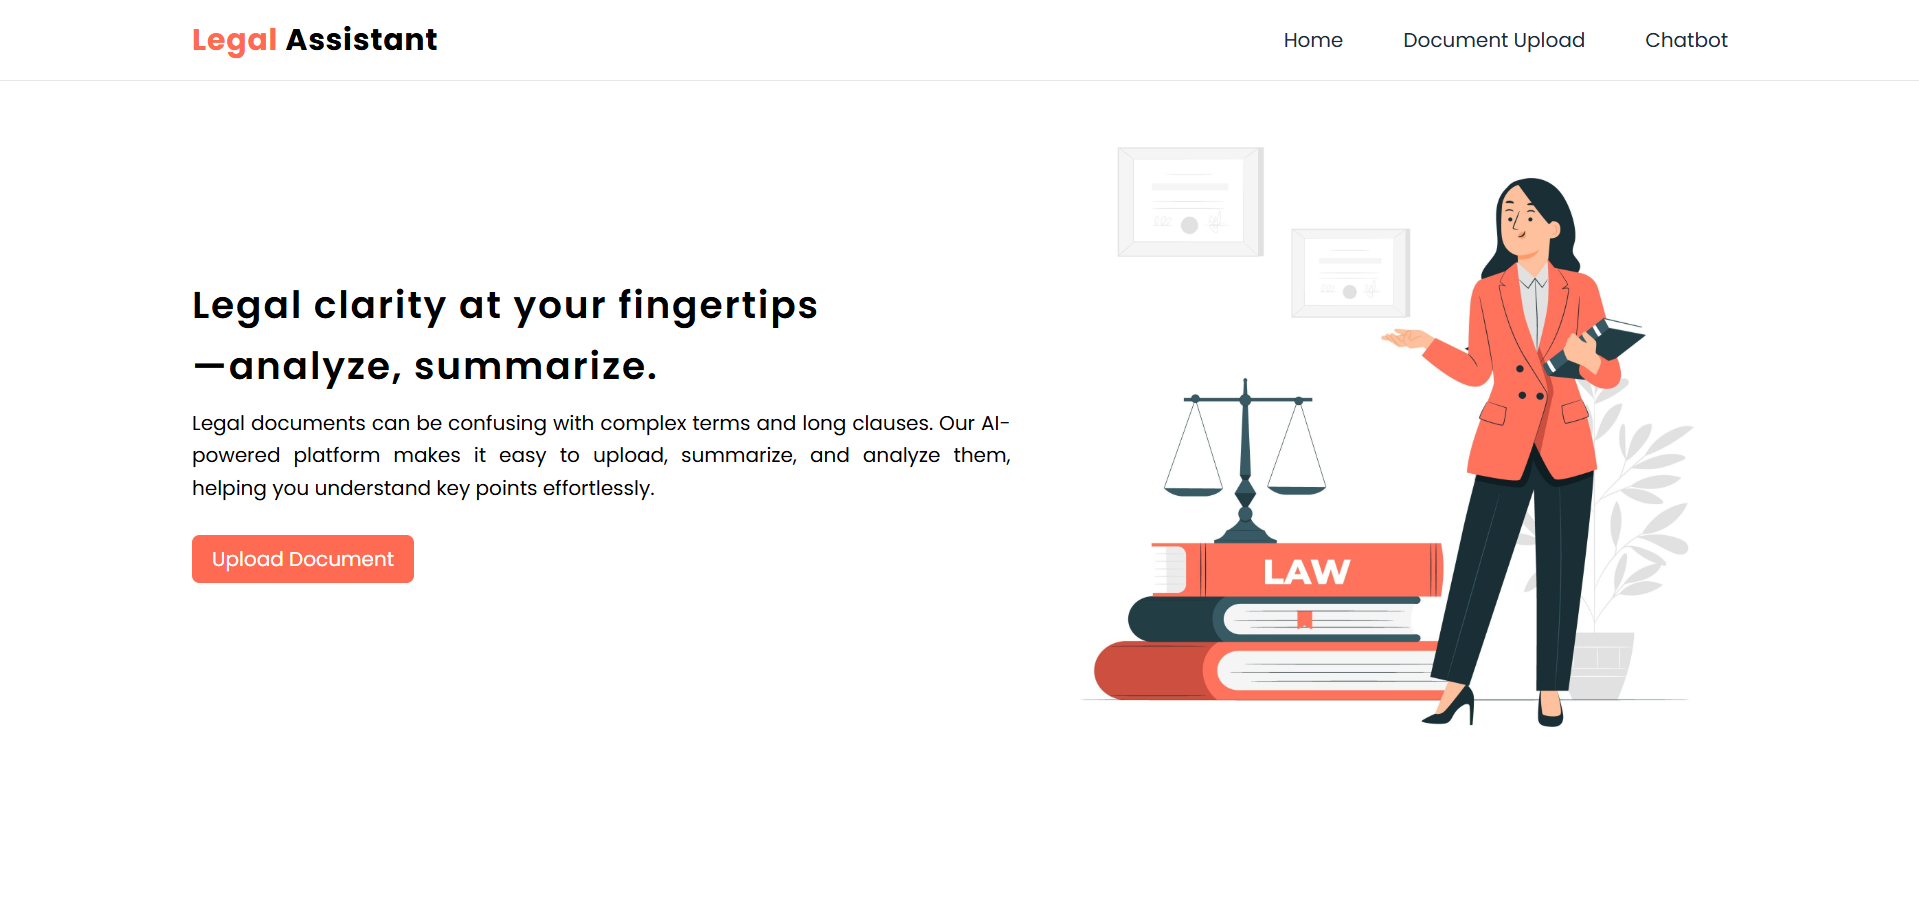 Legal Assistant
Home
Document Upload
Chatbot
Legal clarity at your fingertips
—analyze, summarize.
Legal documents can be confusing with complex terms and long clauses. Our AI-
powered platform makes it easy to upload, summarize, and analyze them,
helping you understand key points effortlessly.
Upload Document
LAW